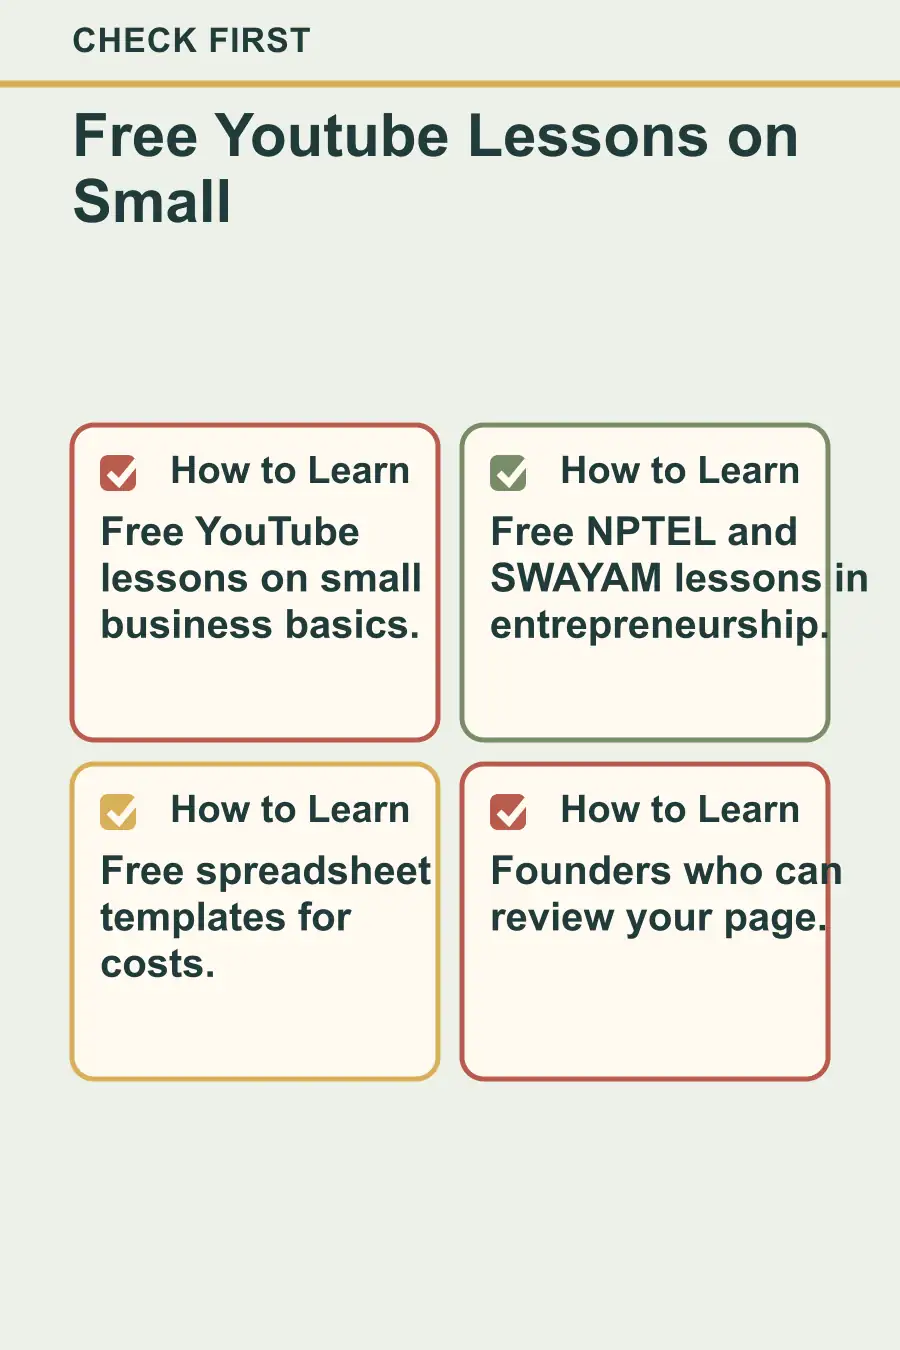 CHECK FIRST
Free Youtube Lessons on
Small
How to Learn
Free YouTube
lessons on small
business basics.
How to Learn
Free NPTEL and
SWAYAM lessons in
entrepreneurship.
How to Learn
Free spreadsheet
templates for
costs.
How to Learn
Founders who can
review your page.